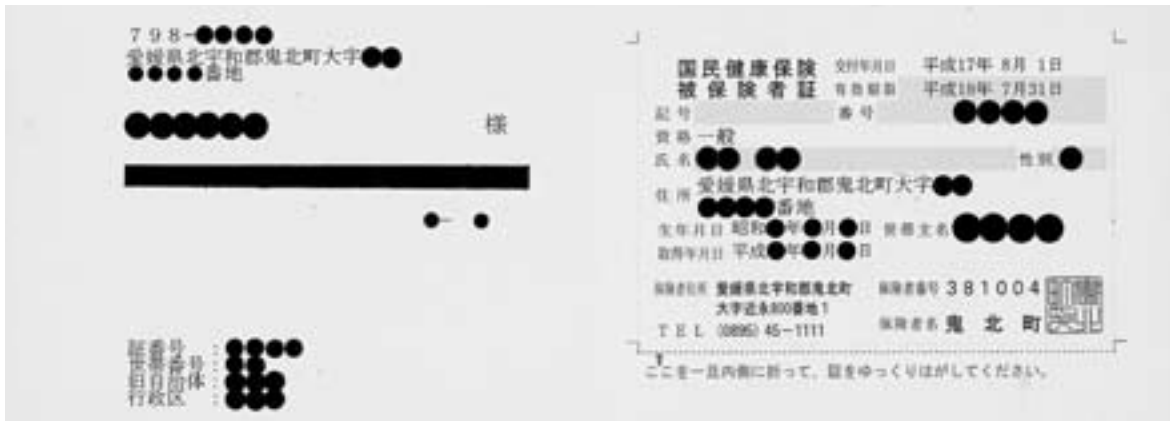 798-●●●●
愛媛県北宇和郡鬼北町大字●●
●●●●番地
●●●●●● 様
●- ●
証番号 :●●●●
世帯番号 :●●
旧自治体 :●●●
行政区 :●●●
国民健康保険 交付年月日 平成17年 8月 1日
被保険者証 有効期限 平成18年 7月31日
記号 番号 ●●●●
資格 一般
氏名 ●● ●● 性別 ●
住所 愛媛県北宇和郡鬼北町大字●●
●●●●番地
生年月日 昭和●年●月●日 世帯主名 ●●●●
取得年月日 平成●年●月●日
保険者住所 愛媛県北宇和郡鬼北町 保険者番号 381004
大字近永800番地1
TEL (0895) 45-1111 保険者名 鬼北町
ここを一旦内側に折って、証をゆっくりはがしてください。